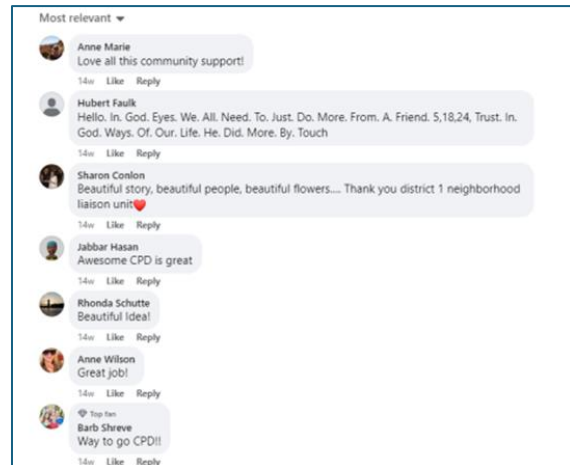 Most relevant
Anne Marie
Love all this community support!
14w Like Reply
Hubert Faulk
Hello. In. God. Eyes. We. All. Need. To. Just. Do. More. From. A. Friend. 5,18,24, Trust. In.
God. Ways. Of. Our. Life. He. Did. More. By. Touch
14w Like Reply
Sharon Conlon
Beautiful story, beautiful people, beautiful flowers.... Thank you district 1 neighborhood
liaison unit❤️
14w Like Reply
Jabbar Hasan
Awesome CPD is great
14w Like Reply
Rhonda Schutte
Beautiful Idea!
14w Like Reply
Anne Wilson
Great job!
14w Like Reply
Top fan
Barb Shreve
Way to go CPD!!
14w Like Reply